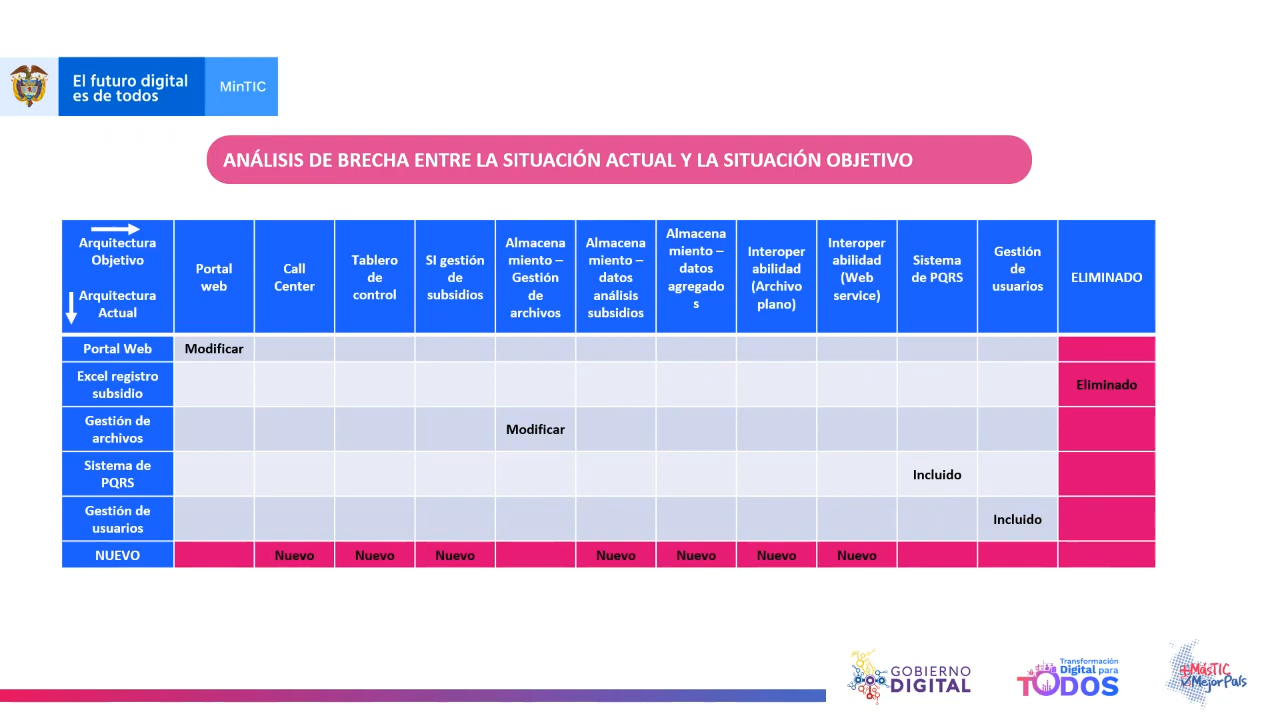 El futuro digital
es de todos
MinTIC
ANÁLISIS DE BRECHA ENTRE LA SITUACIÓN ACTUAL Y LA SITUACIÓN OBJETIVO
Arquitectura
Objetivo
Arquitectura
Actual
Portal
web
Call
Center
Tablero
de
control
SI gestión
de
subsidios
Almacena
miento –
Gestión
de
archivos
Almacena
miento –
datos
análisis
subsidios
Almacena
miento –
datos
agregado
s
Interoper
abilidad
(Archivo
plano)
Interoper
abilidad
(Web
service)
Sistema
de PQRS
Gestión
de
usuarios
ELIMINADO
Portal Web
Modificar
Excel registro
subsidio
Eliminado
Gestión de
archivos
Modificar
Sistema de
PQRS
Incluido
Gestión de
usuarios
Incluido
NUEVO
Nuevo
Nuevo
Nuevo
Nuevo
Nuevo
Nuevo
Nuevo
GOBIERNO
DIGITAL
Transformación
Digital para
TODOS
+MásTIC
MejorPaís